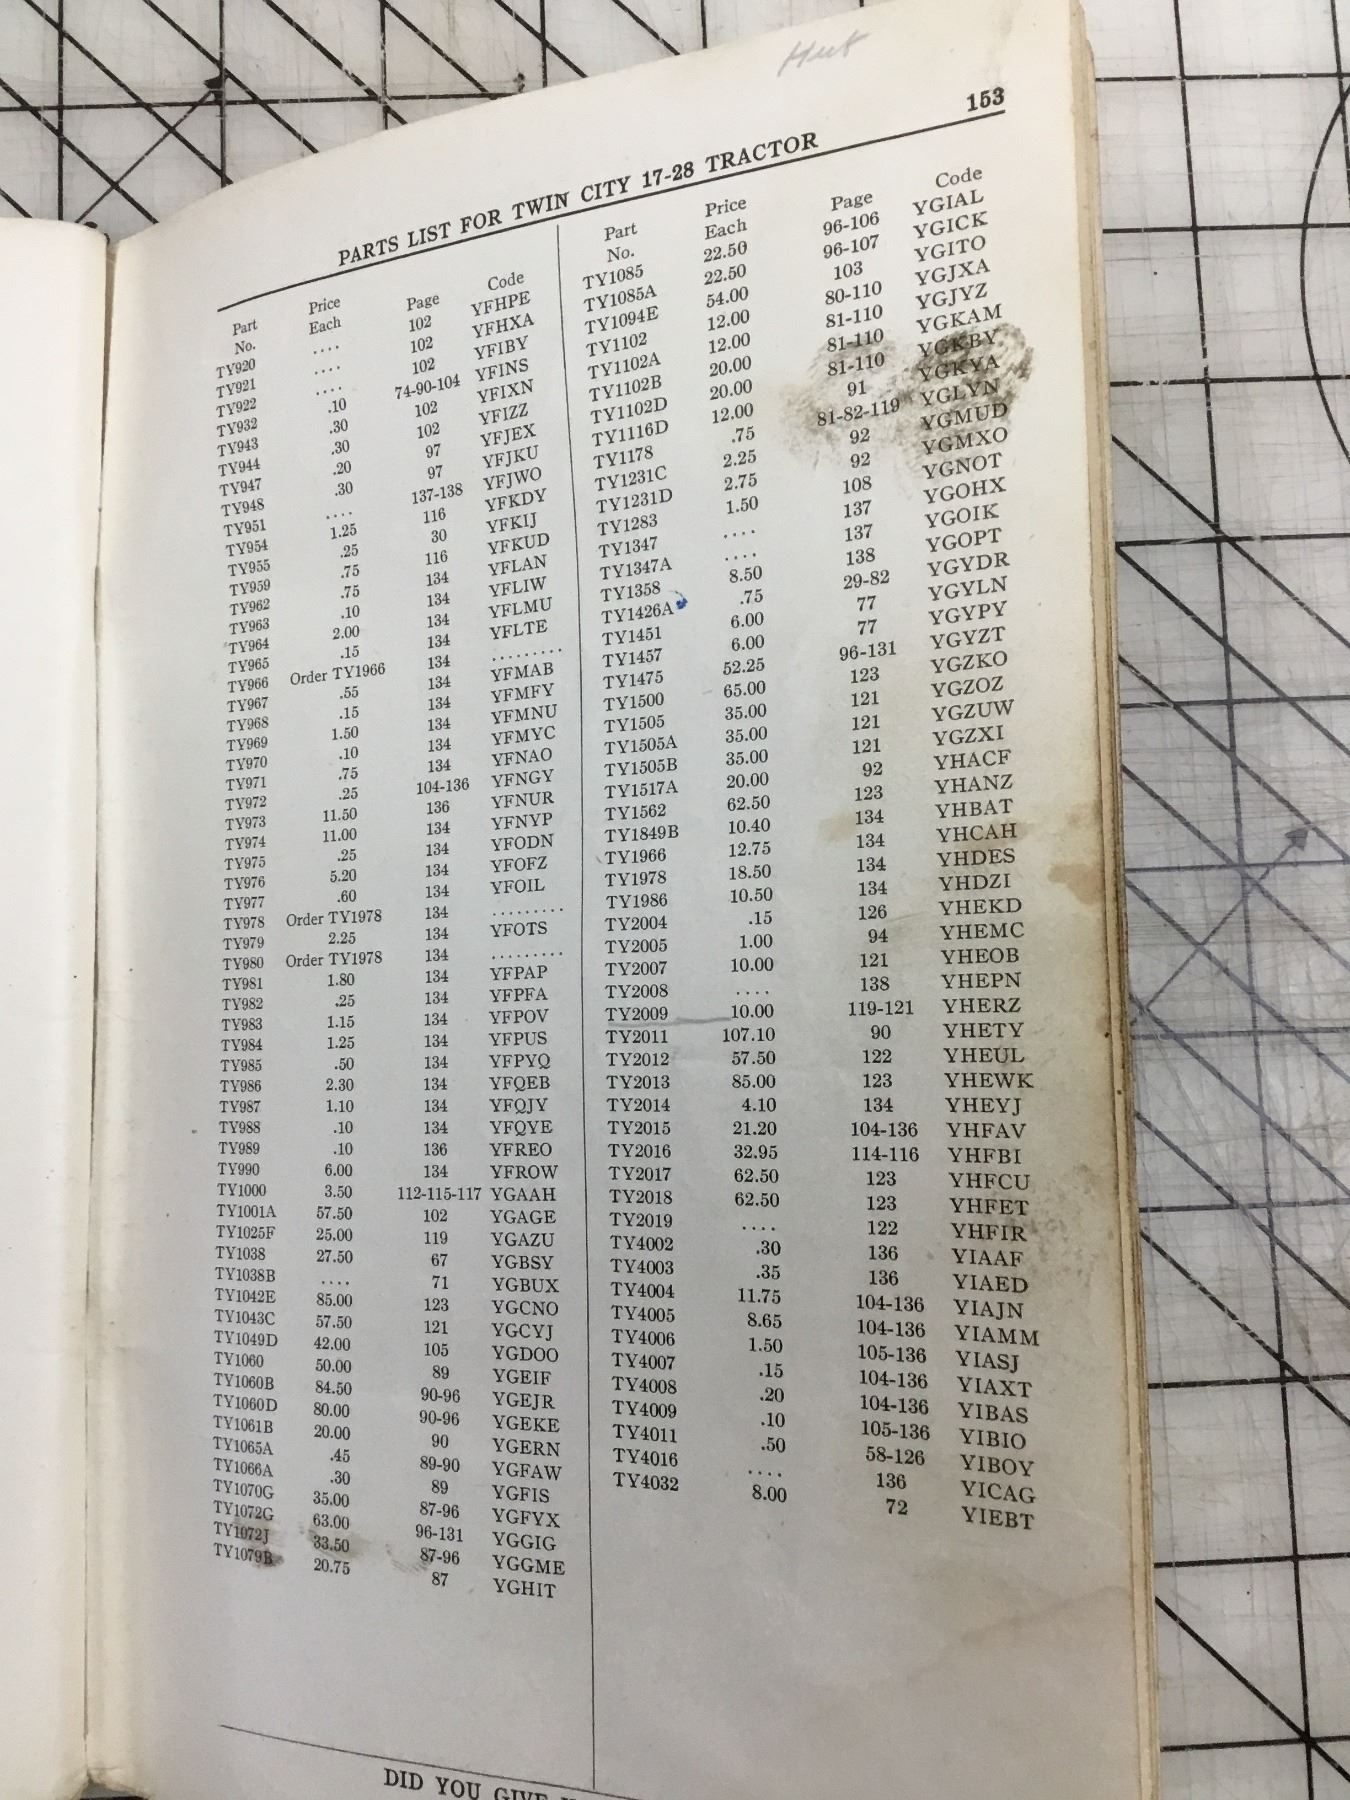 153
PARTS LIST FOR TWIN CITY 17-28 TRACTOR
Part No. Price Each Page Code
TY920 .... 102 YFHPE
TY921 .... 102 YFHXA
TY922 .... 102 YFIBY
TY932 .10 74-90-104 YFINS
TY943 .30 102 YFIXN
TY944 .30 102 YFIZZ
TY947 .20 97 YFJEX
TY948 .30 97 YFJKU
TY951 .... 137-138 YFJWO
TY954 1.25 116 YFKDY
TY955 .25 30 YFKIJ
TY959 .75 116 YFKUD
TY962 .75 134 YFLAN
TY963 .10 134 YFLIW
TY964 2.00 134 YFLMU
TY965 .15 134 YFLTE
TY966 Order TY1966 134 .........
TY967 .55 134 YFMAB
TY968 .15 134 YFMFY
TY969 1.50 134 YFMNU
TY970 .10 134 YFMYC
TY971 .75 134 YFNAO
TY972 .25 104-136 YFNGY
TY973 11.50 136 YFNUR
TY974 11.00 134 YFNYP
TY975 .25 134 YFODN
TY976 5.20 134 YFOFZ
TY977 .60 134 YFOIL
TY978 Order TY1978 134 .........
TY979 2.25 134 YFOTS
TY980 Order TY1978 134 .........
TY981 1.80 134 YFPAP
TY982 .25 134 YFPFA
TY983 1.15 134 YFPOV
TY984 1.25 134 YFPUS
TY985 .50 134 YFPYQ
TY986 2.30 134 YFQEB
TY987 1.10 134 YFQJY
TY988 .10 134 YFQYE
TY989 .10 136 YFREO
TY990 6.00 134 YFROW
TY1000 3.50 112-115-117 YGAAH
TY1001A 57.50 102 YGAGE
TY1025F 25.00 119 YGAZU
TY1038 27.50 67 YGBSY
TY1038B .... 71 YGBUX
TY1042E 85.00 123 YGCNO
TY1043C 57.50 121 YGCYJ
TY1049D 42.00 105 YGDOO
TY1060 50.00 89 YGEIF
TY1060B 84.50 90-96 YGEJR
TY1060D 80.00 90-96 YGEKE
TY1061B 20.00 90 YGERN
TY1065A .45 89-90 YGFAW
TY1066A .30 89 YGFIS
TY1070G 35.00 87-96 YGFYX
TY1072G 63.00 96-131 YGGIG
TY1072J 33.50 87-96 YGGME
TY1079B 20.75 87 YGHIT
Part No. Price Each Page Code
TY1085 22.50 96-106 YGIAL
TY1085A 22.50 96-107 YGICK
TY1094E 54.00 103 YGITO
TY1102 12.00 80-110 YGJXA
TY1102A 12.00 81-110 YGJYZ
TY1102B 20.00 81-110 YGKAM
TY1102D 20.00 81-110 YGKBY
TY1116D 12.00 91 YGKYA
TY1178 .75 81-82-119 YGLYN
TY1231C 2.25 92 YGMUD
TY1231D 2.75 92 YGMXO
TY1283 1.50 108 YGNOT
TY1347 .... 137 YGOHX
TY1347A .... 137 YGOIK
TY1358 8.50 138 YGOPT
TY1426A .75 29-82 YGYDR
TY1451 6.00 77 YGYLN
TY1457 6.00 77 YGYPY
TY1475 52.25 96-131 YGYZT
TY1500 65.00 123 YGZKO
TY1505 35.00 121 YGZOZ
TY1505A 35.00 121 YGZUW
TY1505B 35.00 121 YGZXI
TY1517A 20.00 92 YHACF
TY1562 62.50 123 YHANZ
TY1849B 10.40 134 YHBAT
TY1966 12.75 134 YHCAH
TY1978 18.50 134 YHDES
TY1986 10.50 134 YHDZI
TY2004 .15 126 YHEKD
TY2005 1.00 94 YHEMC
TY2007 10.00 121 YHEOB
TY2008 .... 138 YHEPN
TY2009 10.00 119-121 YHERZ
TY2011 107.10 90 YHETY
TY2012 57.50 122 YHEUL
TY2013 85.00 123 YHEWK
TY2014 4.10 134 YHEYJ
TY2015 21.20 104-136 YHFAV
TY2016 32.95 114-116 YHFBI
TY2017 62.50 123 YHFCU
TY2018 62.50 123 YHFET
TY2019 .... 122 YHFIR
TY4002 .30 136 YIAAF
TY4003 .35 136 YIAED
TY4004 11.75 104-136 YIAJN
TY4005 8.65 104-136 YIAMM
TY4006 1.50 105-136 YIASJ
TY4007 .15 104-136 YIAXT
TY4008 .20 104-136 YIBAS
TY4009 .10 105-136 YIBIO
TY4011 .50 58-126 YIBOY
TY4016 .... 136 YICAG
TY4032 8.00 72 YIEBT
DID YOU GIVE